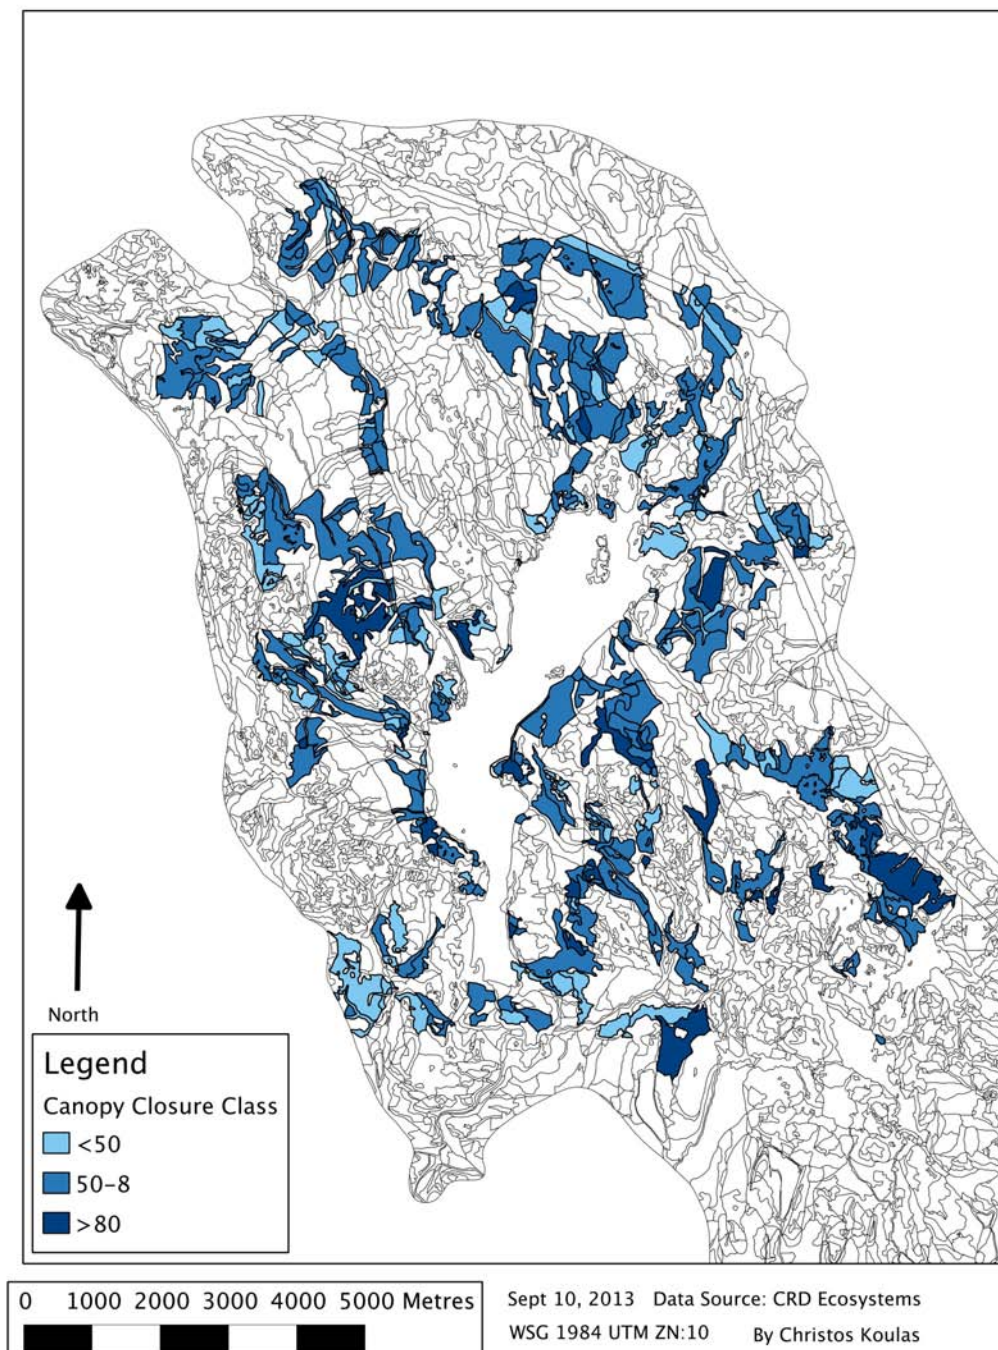 North
Legend
Canopy Closure Class
<50
50-8
>80
0 1000 2000 3000 4000 5000 Metres
Sept 10, 2013 Data Source: CRD Ecosystems
WSG 1984 UTM ZN:10 By Christos Koulas